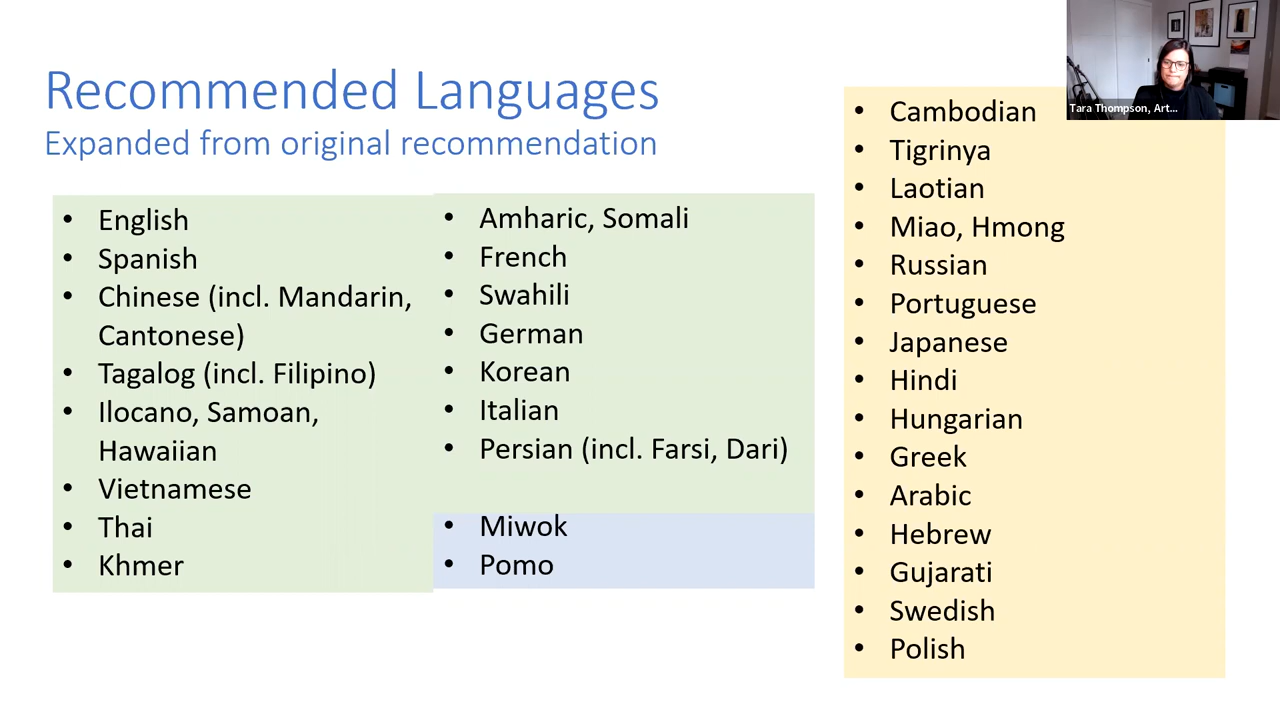 Recommended Languages
Expanded from original recommendation
• English
• Spanish
• Chinese (incl. Mandarin,
Cantonese)
• Tagalog (incl. Filipino)
• Ilocano, Samoan,
Hawaiian
• Vietnamese
• Thai
• Khmer
• Amharic, Somali
• French
• Swahili
• German
• Korean
• Italian
• Persian (incl. Farsi, Dari)
• Miwok
• Pomo
• Cambodian
• Tigrinya
• Laotian
• Miao, Hmong
• Russian
• Portuguese
• Japanese
• Hindi
• Hungarian
• Greek
• Arabic
• Hebrew
• Gujarati
• Swedish
• Polish
Tara Thompson, Art...